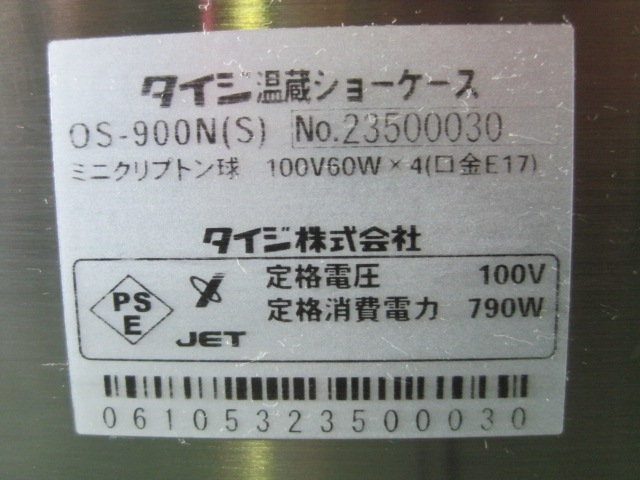 タイジ温蔵ショーケース
OS-900N(S) No.23500030
ミニクリプトン球 100V60W×4(口金E17)
タイジ株式会社
PS
E
JET
定格電圧 100V
定格消費電力 790W
06105323500030